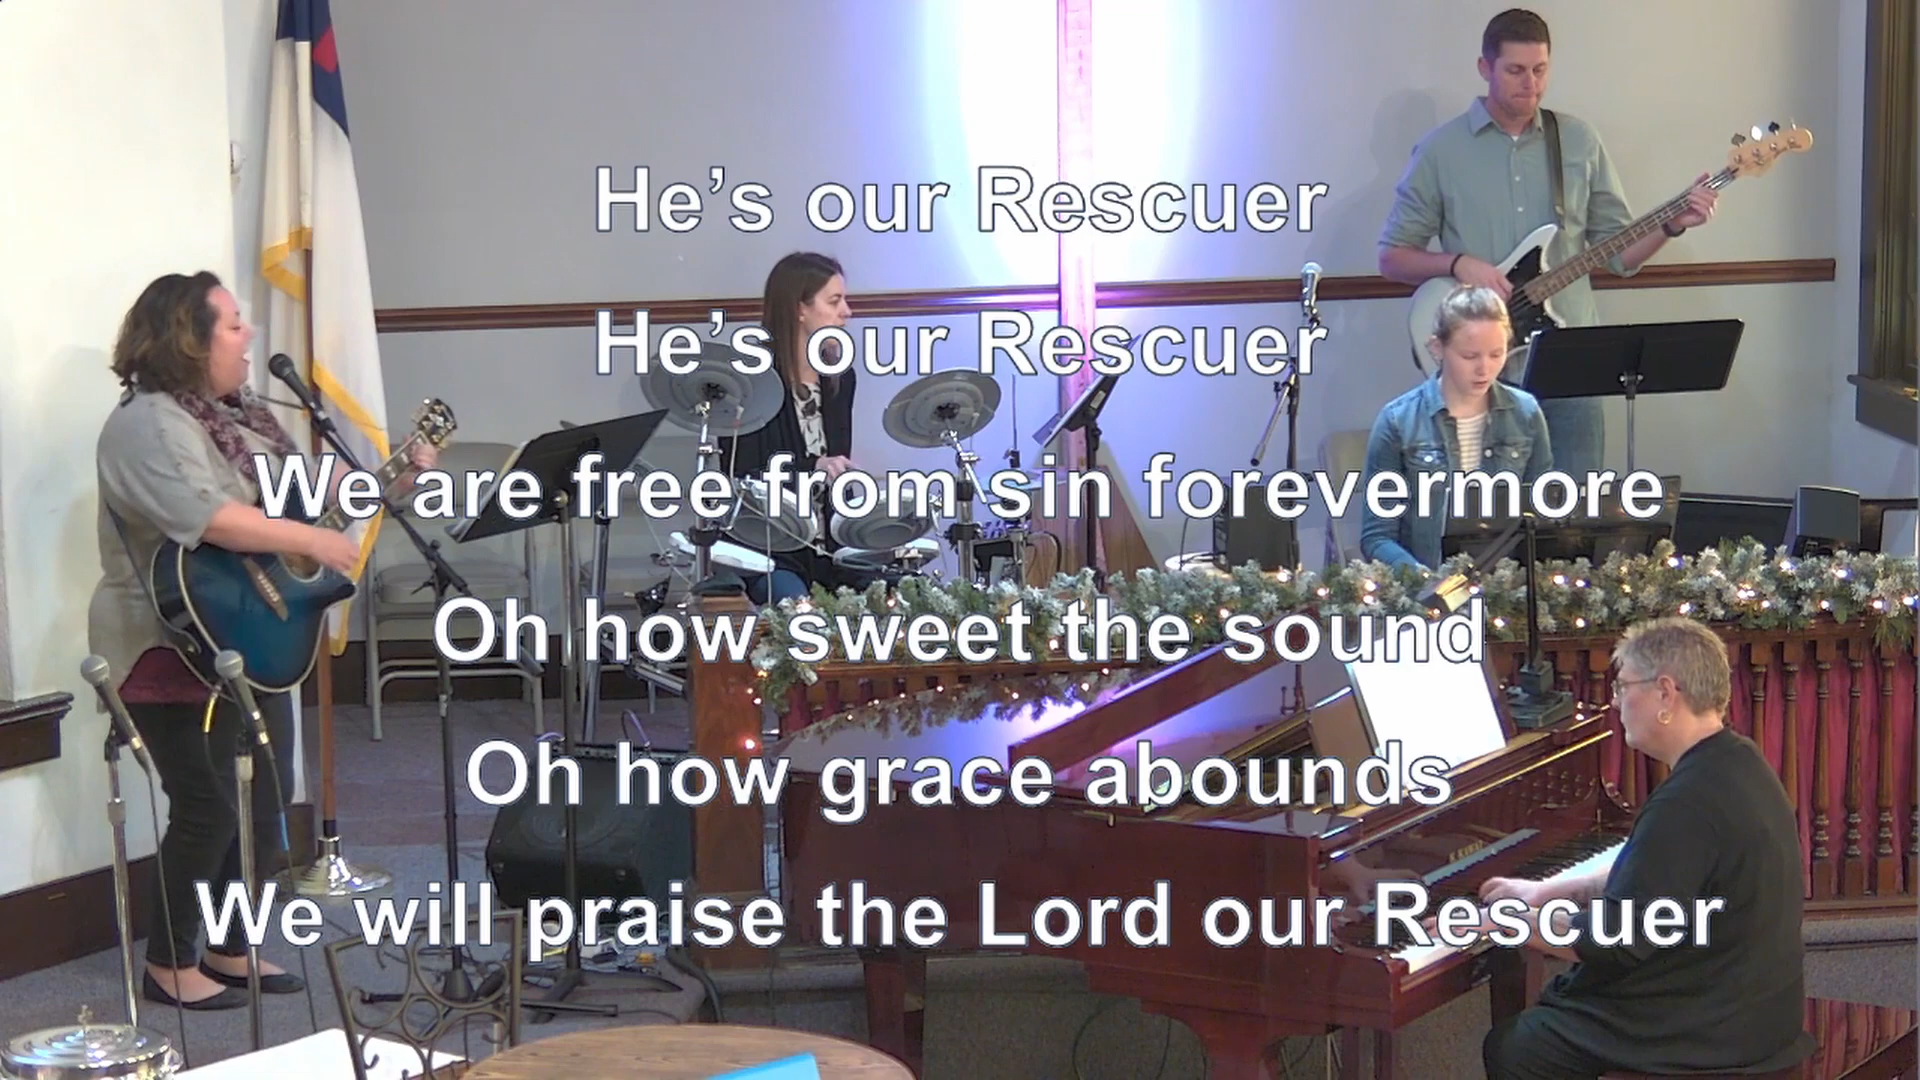 He’s our Rescuer
He’s our Rescuer
We are free from sin forevermore
Oh how sweet the sound
Oh how grace abounds
We will praise the Lord our Rescuer
KAWAI